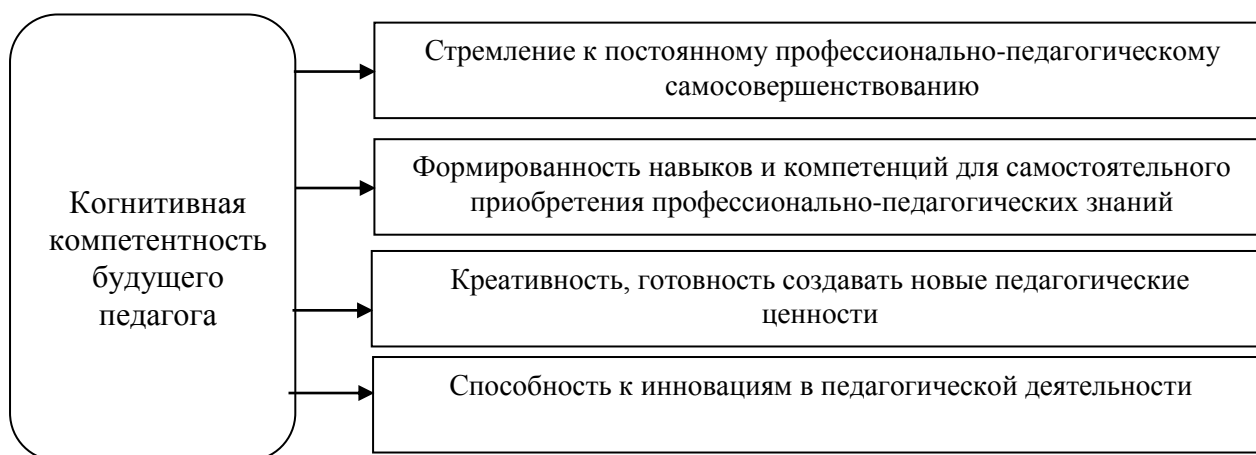 Когнитивная
компетентность
будущего
педагога
Стремление к постоянному профессионально-педагогическому
самосовершенствованию
Формированность навыков и компетенций для самостоятельного
приобретения профессионально-педагогических знаний
Креативность, готовность создавать новые педагогические
ценности
Способность к инновациям в педагогической деятельности